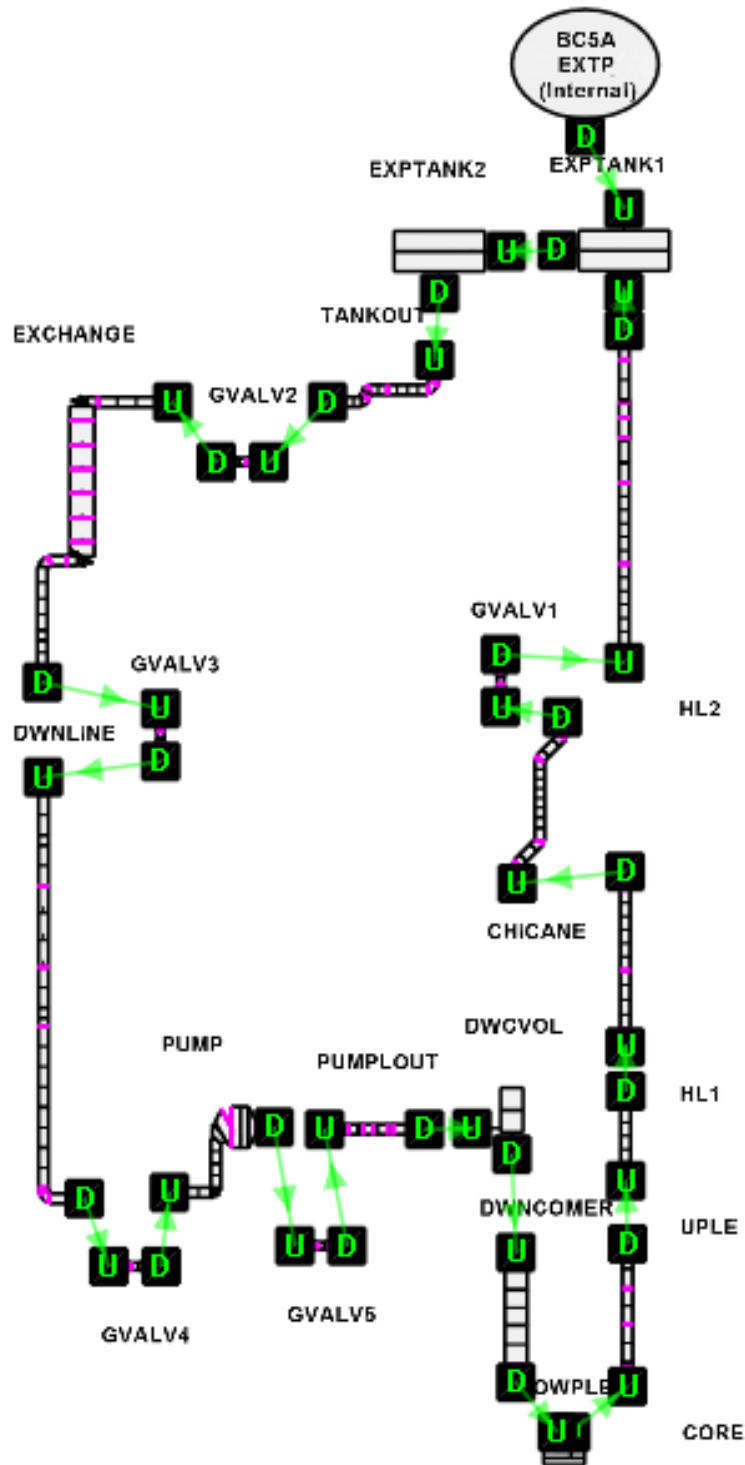 BC5A
EXTP
(Internal)
D
EXPTANK2
EXPTANK1
U
U
D
D
U
D
TANKOUT
EXCHANGE
U
U
GVALV2
D
D
U
GVALV1
D
U
D
GVALV3
U
U
D
HL2
DWNLINE
D
U
D
U
CHICANE
DWCVOL
U
PUMP
PUMPLOUT
D
HL1
D
U
D
U
D
U
D
U
DWNCOMER
UPLE
U
D
U
D
U
D
GVALV4
GVALV5
D
OWPLE
U
U
CORE